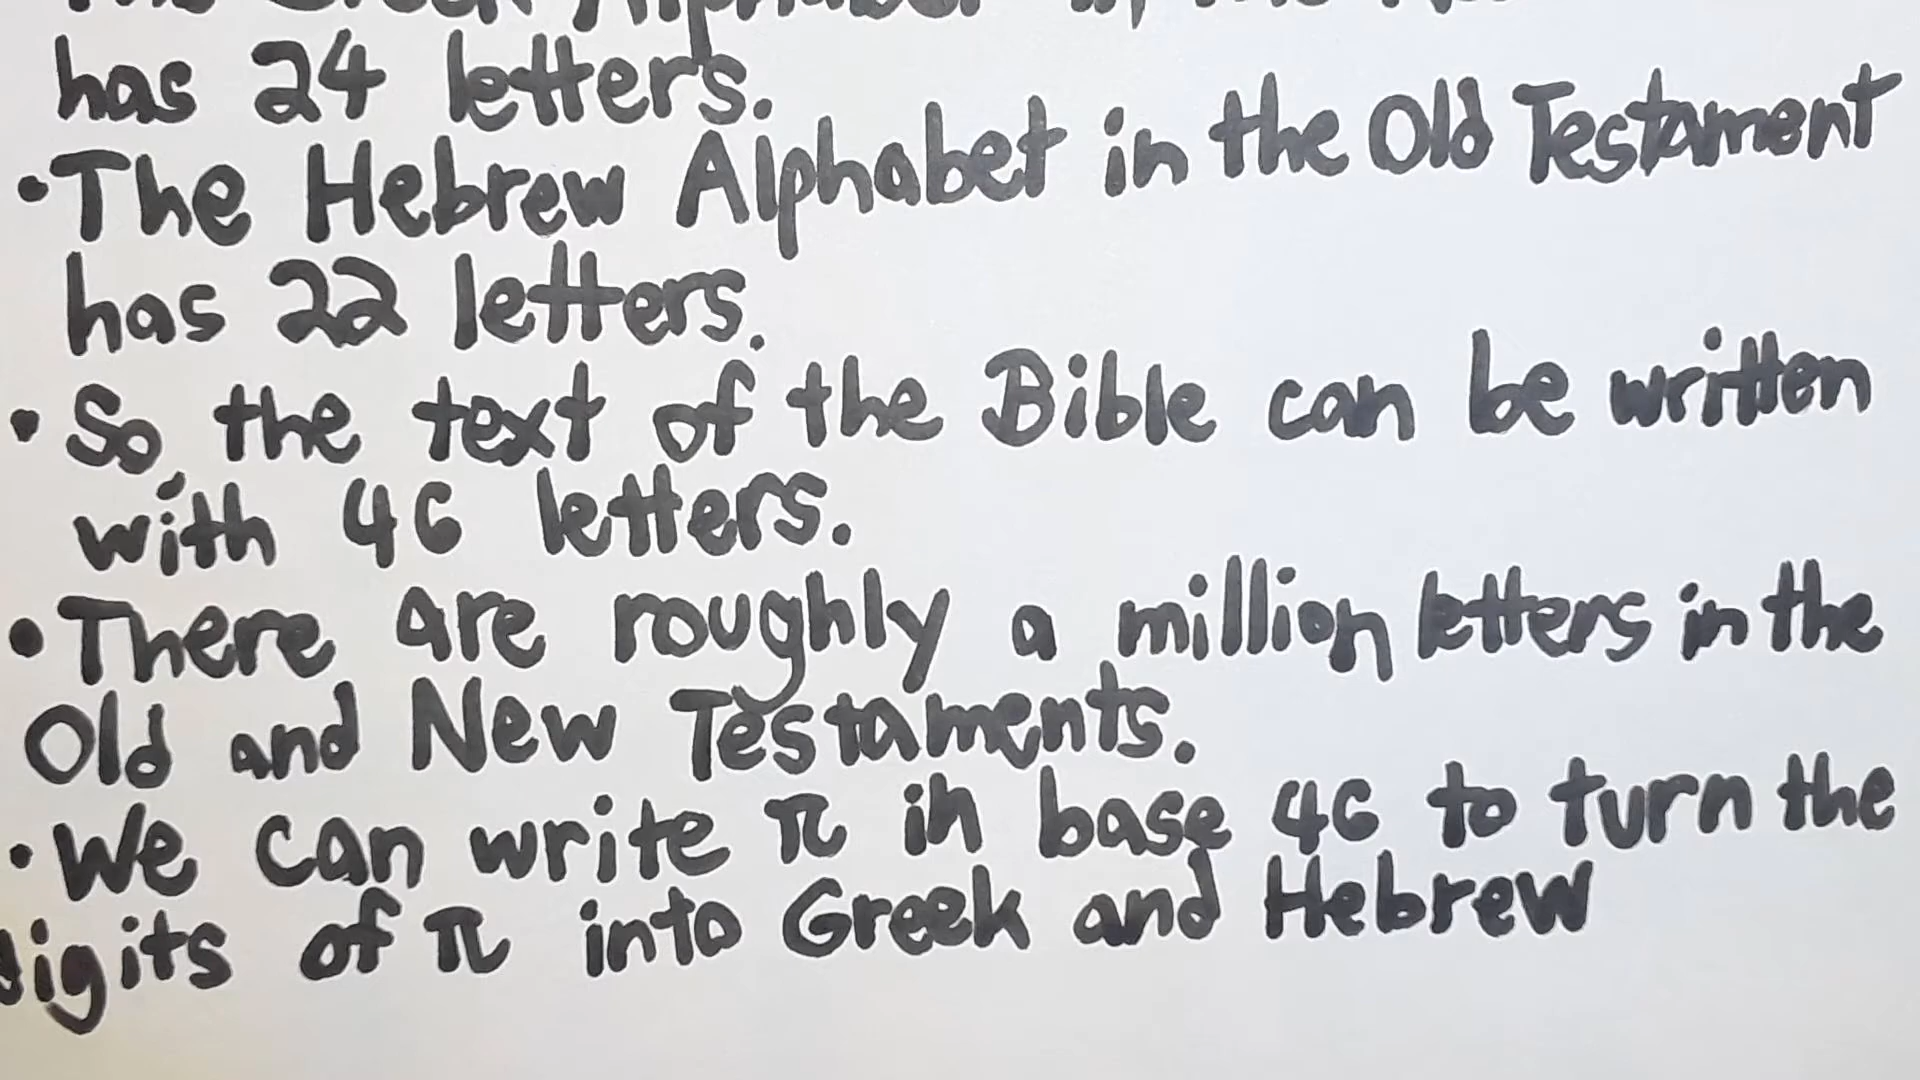 has 24 letters.
•The Hebrew Alphabet in the Old Testament
has 22 letters.
•So the text of the Bible can be written
with 46 letters.
•There are roughly a million letters in the
Old and New Testaments.
•We can write π in base 46 to turn the
digits of π into Greek and Hebrew